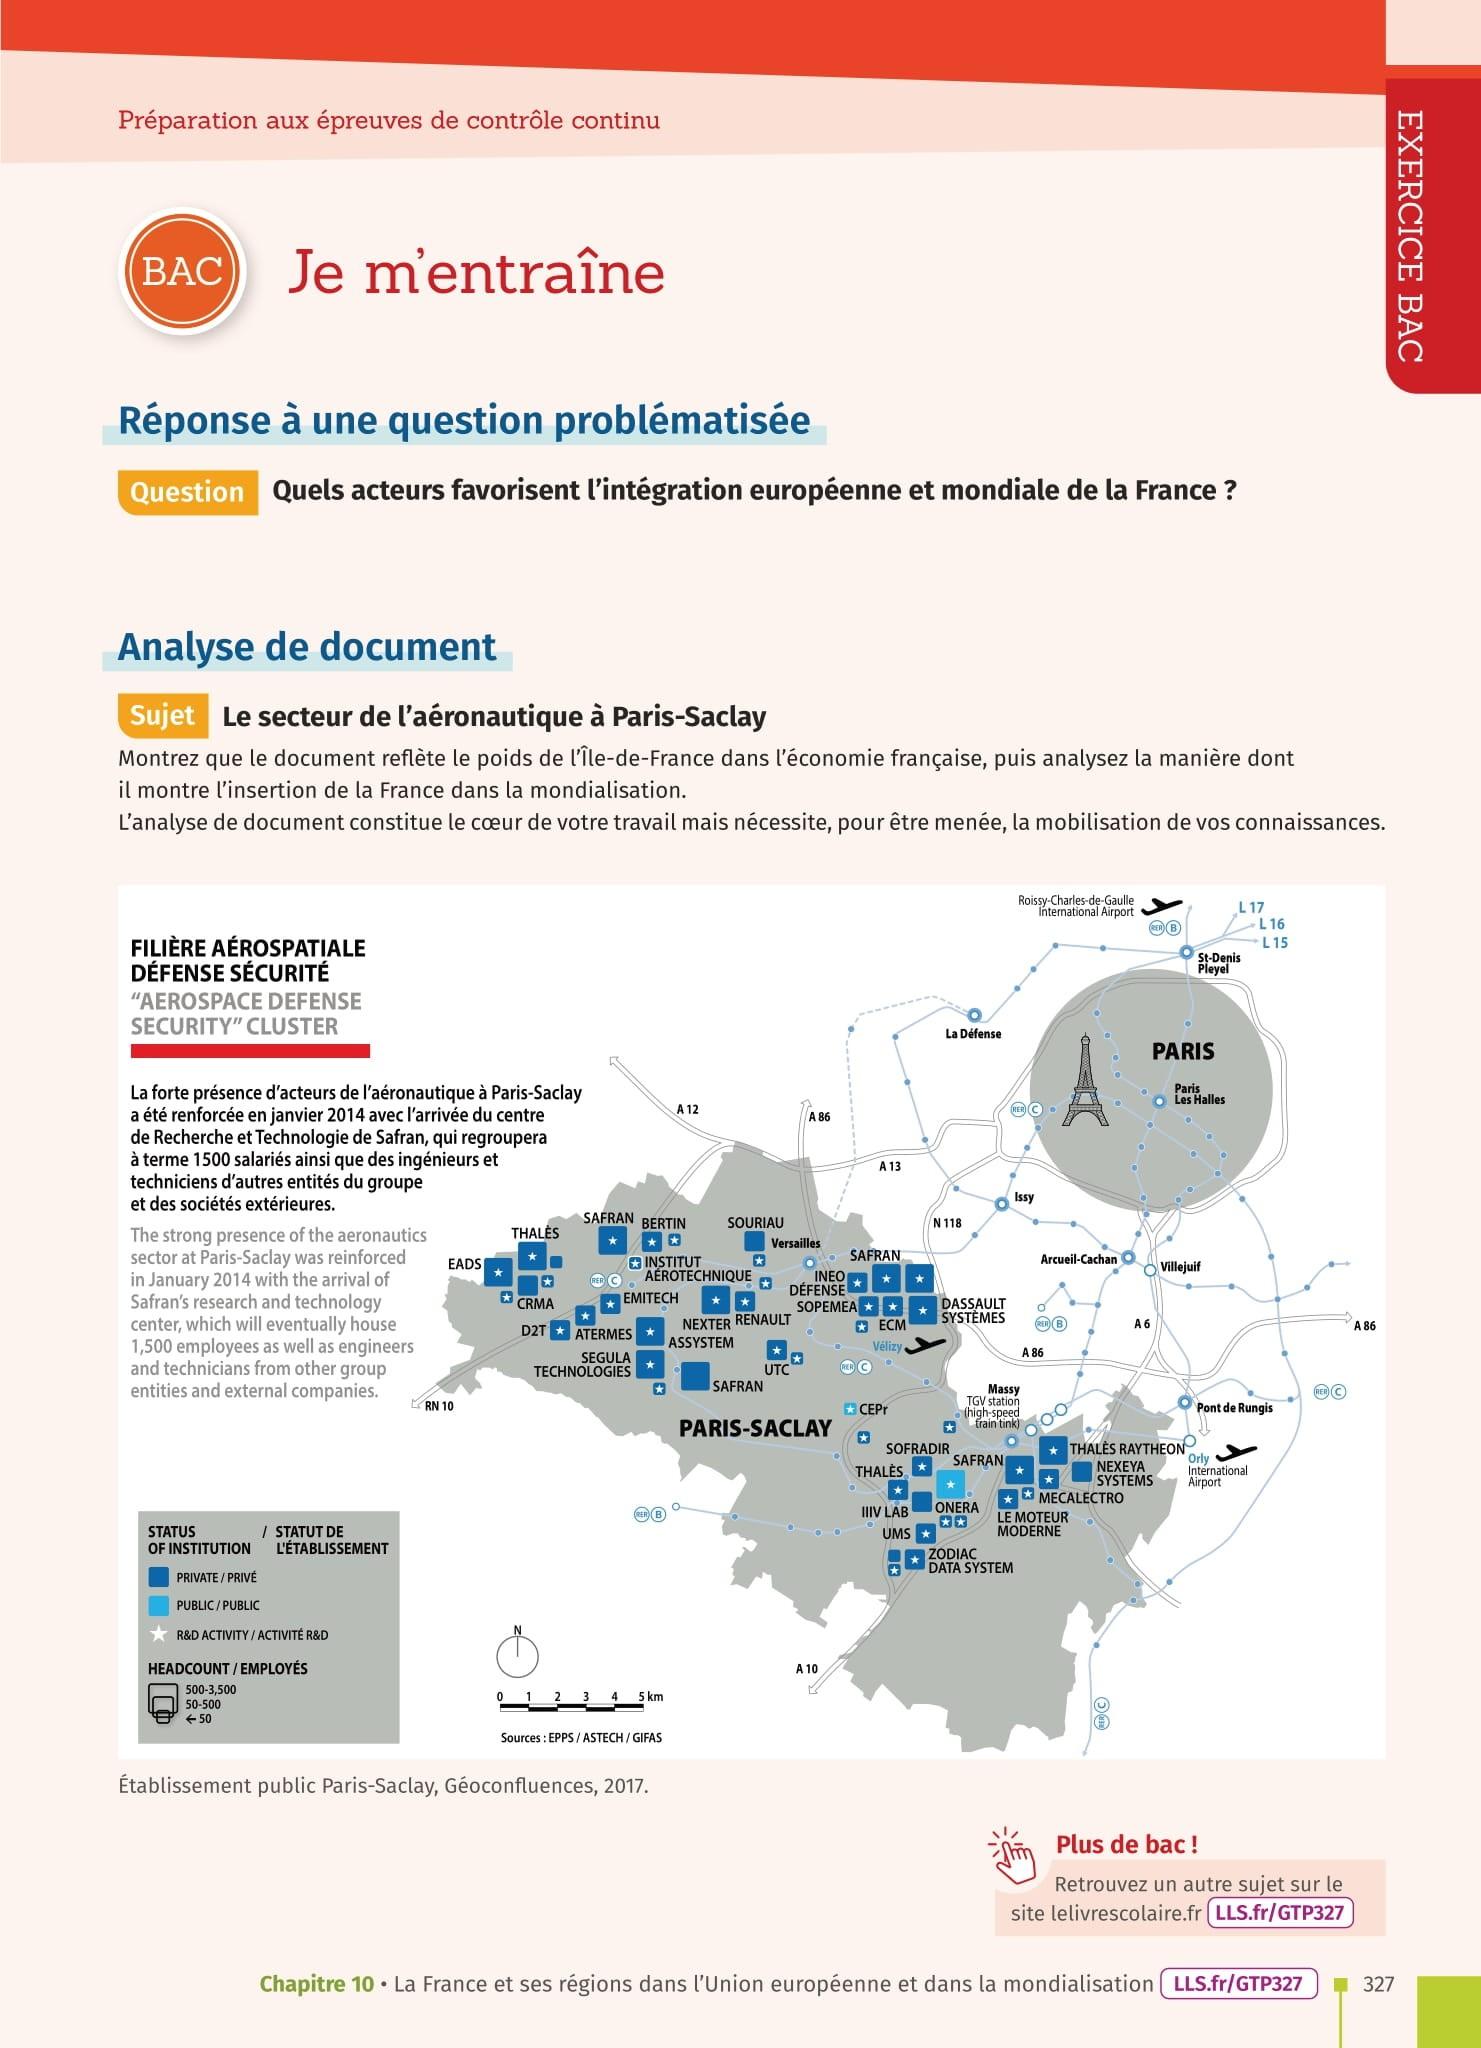 Préparation aux épreuves de contrôle continu
EXERCICE BAC
BAC
Je m'entraîne
Réponse à une question problématisée
Question
Quels acteurs favorisent l'intégration européenne et mondiale de la France ?
Analyse de document
Sujet
Le secteur de l'aéronautique à Paris-Saclay
Montrez que le document reflète le poids de l'Île-de-France dans l'économie française, puis analysez la manière dont
il montre l'insertion de la France dans la mondialisation.
L'analyse de document constitue le cœur de votre travail mais nécessite, pour être menée, la mobilisation de vos connaissances.
FILIÈRE AÉROSPATIALE
DÉFENSE SÉCURITÉ
"AEROSPACE DEFENSE
SECURITY" CLUSTER
La forte présence d'acteurs de l'aéronautique à Paris-Saclay
a été renforcée en janvier 2014 avec l'arrivée du centre
de Recherche et Technologie de Safran, qui regroupera
à terme 1500 salariés ainsi que des ingénieurs et
techniciens d'autres entités du groupe
et des sociétés extérieures.
The strong presence of the aeronautics
sector at Paris-Saclay was reinforced
in January 2014 with the arrival of
Safran's research and technology
center, which will eventually house
1,500 employees as well as engineers
and technicians from other group
entities and external companies.
Roissy-Charles-de-Gaulle
International Airport
RER B
L 17
L 16
L 15
St-Denis
Pleyel
La Défense
PARIS
Paris
Les Halles
RER C
A 12
A 86
A 13
N 118
Issy
Arcueil-Cachan
Villejuif
RER B
A 6
A 86
A 86
RER C
Pont de Rungis
Orly
International
Airport
Massy
TGV station
(high-speed
train tink)
SAFRAN
BERTIN
SOURIAU
Versailles
THALÈS
EADS
INSTITUT
AÉROTECHNIQUE
RER C
CRMA
EMITECH
D2T
ATERMES
NEXTER
RENAULT
ASSYSTEM
SEGULA
TECHNOLOGIES
SAFRAN
UTC
SAFRAN
INEO
DÉFENSE
SOPEMEA
ECM
DASSAULT
SYSTÈMES
Vélizy
RER C
RN 10
PARIS-SACLAY
CEPr
SOFRADIR
THALÈS
SAFRAN
THALÈS RAYTHEON
NEXEYA
SYSTEMS
MECALECTRO
IIIV LAB
ONERA
LE MOTEUR
MODERNE
UMS
ZODIAC
DATA SYSTEM
RER B
A 10
RER C
STATUS
OF INSTITUTION
/ STATUT DE
L'ÉTABLISSEMENT
PRIVATE / PRIVÉ
PUBLIC / PUBLIC
R&D ACTIVITY / ACTIVITÉ R&D
HEADCOUNT / EMPLOYÉS
500-3,500
50-500
← 50
N
0 1 2 3 4 5 km
Sources : EPPS / ASTECH / GIFAS
Établissement public Paris-Saclay, Géoconfluences, 2017.
Plus de bac !
Retrouvez un autre sujet sur le
site lelivrescolaire.fr LLS.fr/GTP327
Chapitre 10 • La France et ses régions dans l'Union européenne et dans la mondialisation LLS.fr/GTP327 327